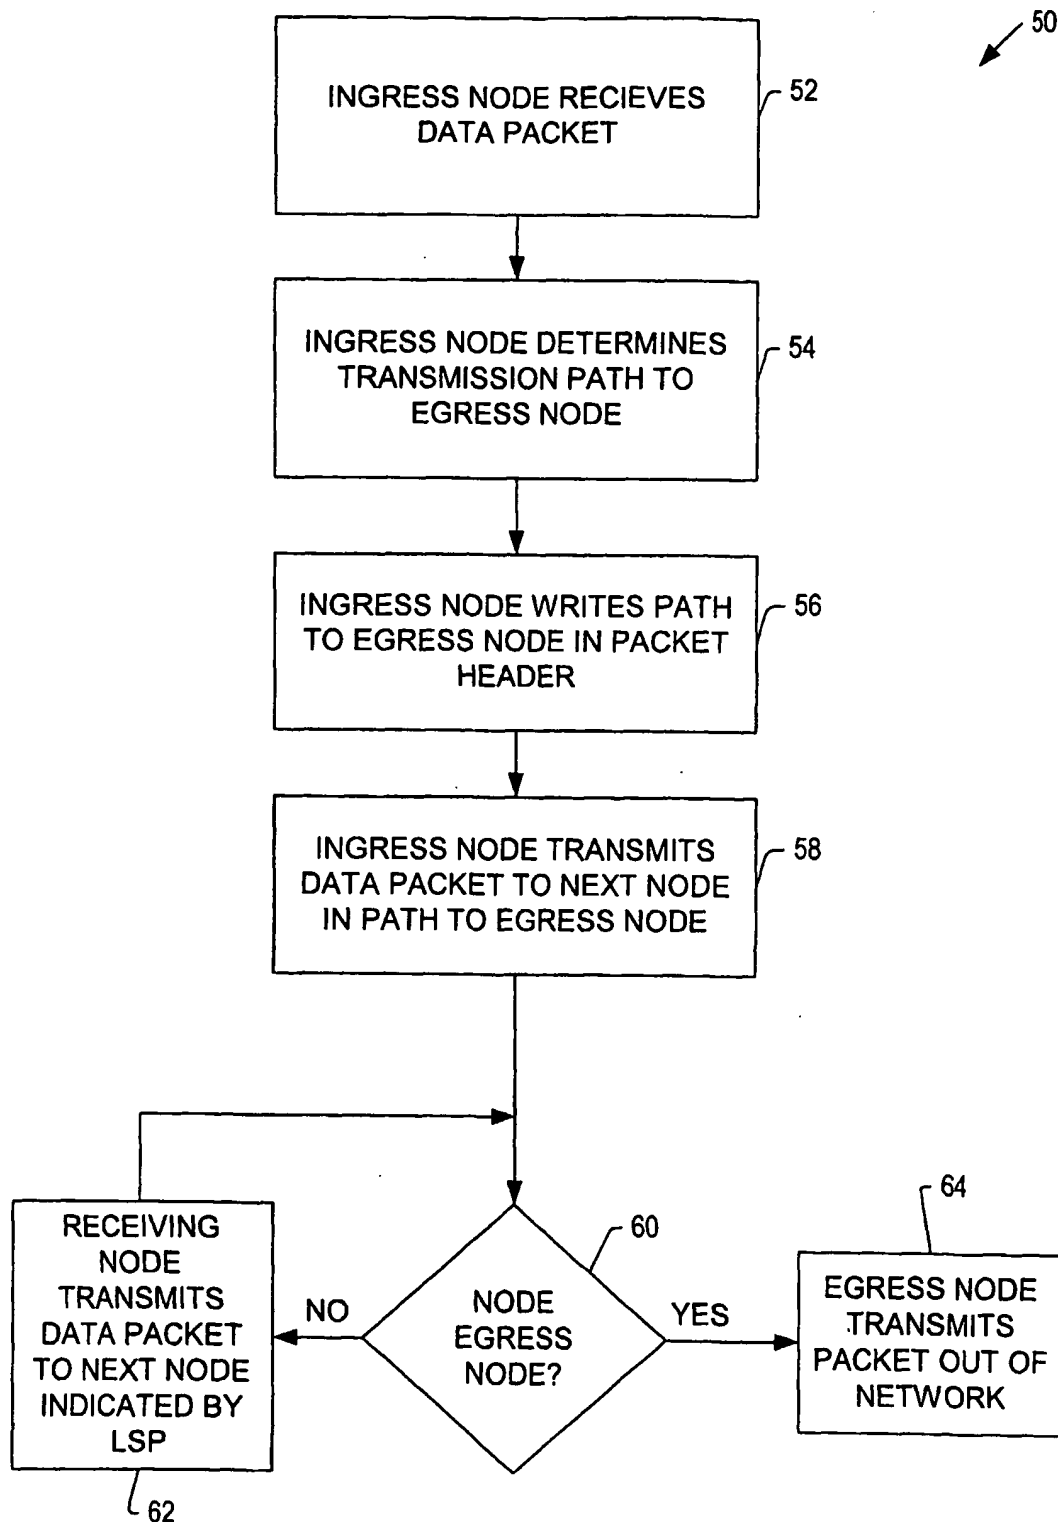 50
INGRESS NODE RECIEVES
DATA PACKET
52
INGRESS NODE DETERMINES
TRANSMISSION PATH TO
EGRESS NODE
54
INGRESS NODE WRITES PATH
TO EGRESS NODE IN PACKET
HEADER
56
INGRESS NODE TRANSMITS
DATA PACKET TO NEXT NODE
IN PATH TO EGRESS NODE
58
RECEIVING
NODE
TRANSMITS
DATA PACKET
TO NEXT NODE
INDICATED BY
LSP
62
NO
NODE
EGRESS
NODE?
60
YES
64
EGRESS NODE
TRANSMITS
PACKET OUT OF
NETWORK